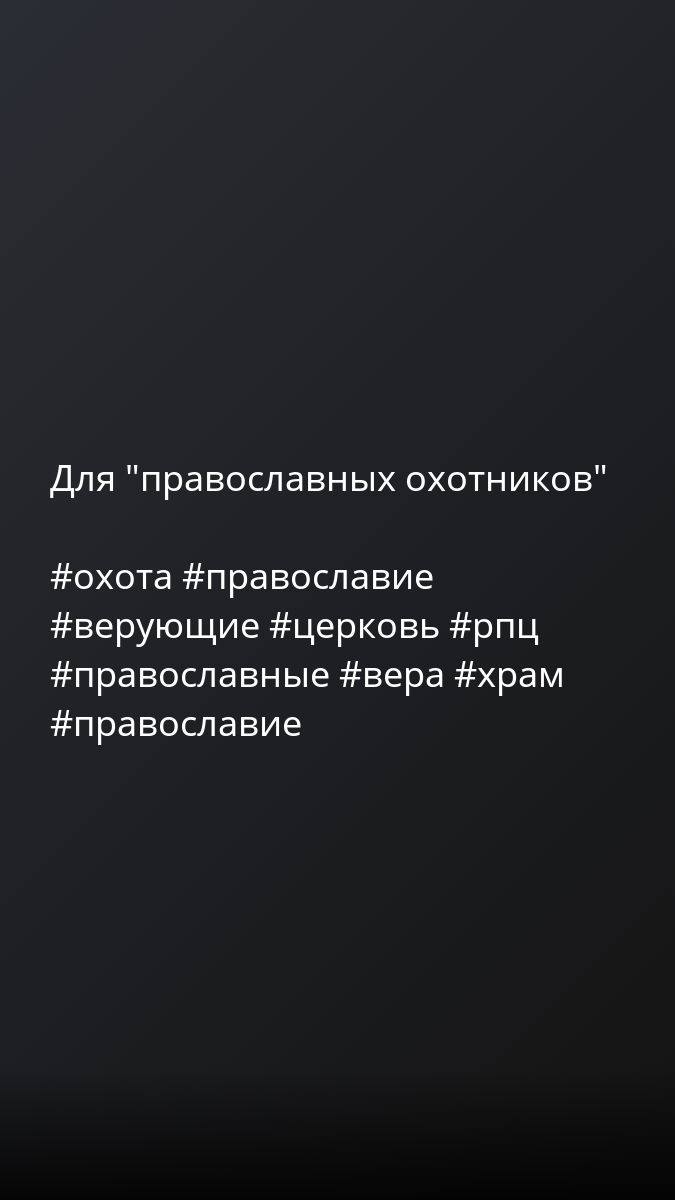 Для "православных охотников"
#охота #православие
#верующие #церковь #рпц
#православные #вера #храм
#православие